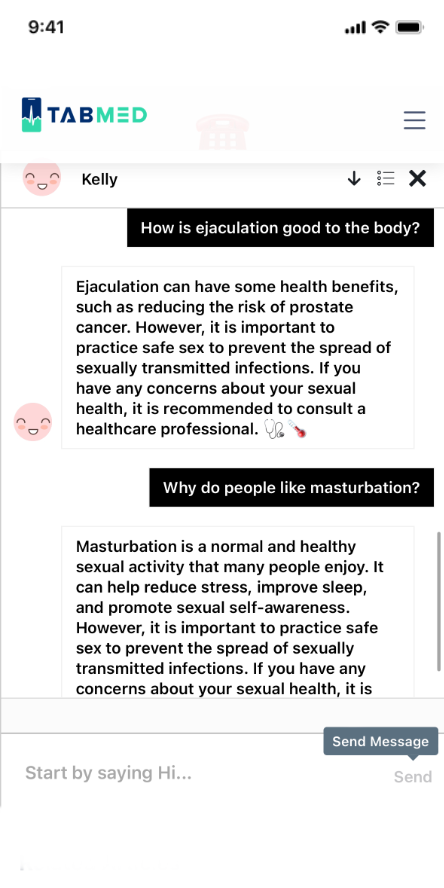 9:41
TABMED
Kelly
How is ejaculation good to the body?
Ejaculation can have some health benefits,
such as reducing the risk of prostate
cancer. However, it is important to
practice safe sex to prevent the spread of
sexually transmitted infections. If you
have any concerns about your sexual
health, it is recommended to consult a
healthcare professional. 🩺🌡️
Why do people like masturbation?
Masturbation is a normal and healthy
sexual activity that many people enjoy. It
can help reduce stress, improve sleep,
and promote sexual self-awareness.
However, it is important to practice safe
sex to prevent the spread of sexually
transmitted infections. If you have any
concerns about your sexual health, it is
Send Message
Start by saying Hi...
Send